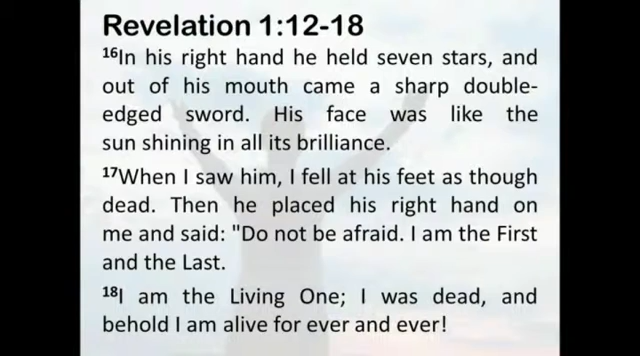 Revelation 1:12-18
16In his right hand he held seven stars, and
out of his mouth came a sharp double-
edged sword. His face was like the
sun shining in all its brilliance.
17When I saw him, I fell at his feet as though
dead. Then he placed his right hand on
me and said: "Do not be afraid. I am the First
and the Last.
18I am the Living One; I was dead, and
behold I am alive for ever and ever!